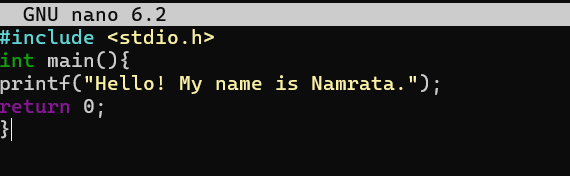 GNU nano 6.2
#include <stdio.h>
int main(){
printf("Hello! My name is Namrata.");
return 0;
}